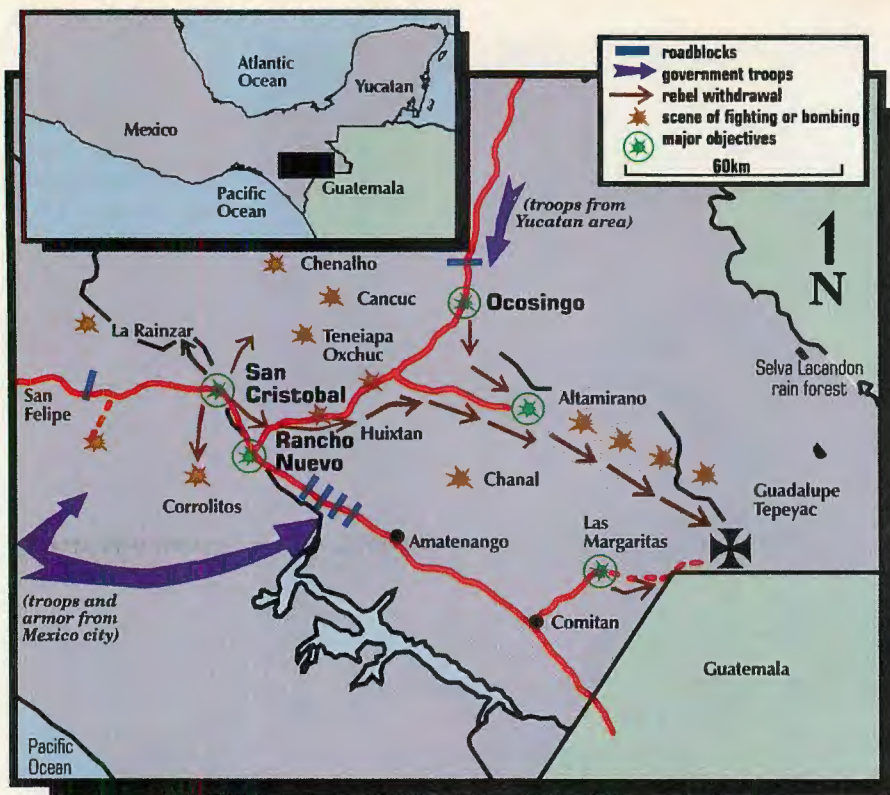 Atlantic
Ocean
Yucatan
Mexico
Pacific
Ocean
Guatemala
roadblocks
government troops
rebel withdrawal
scene of fighting or bombing
major objectives
60km
(troops from
Yucatan area)
N
Chenalho
Cancuc
Ocosingo
La Rainzar
Teneiapa
Oxchuc
San
Cristobal
San
Felipe
Selva Lacandon
rain forest
Altamirano
Huixtan
Rancho
Nuevo
Chanal
Corrolitos
Guadalupe
Tepeyac
Las
Margaritas
Amatenango
(troops and
armor from
Mexico city)
Comitan
Guatemala
Pacific
Ocean